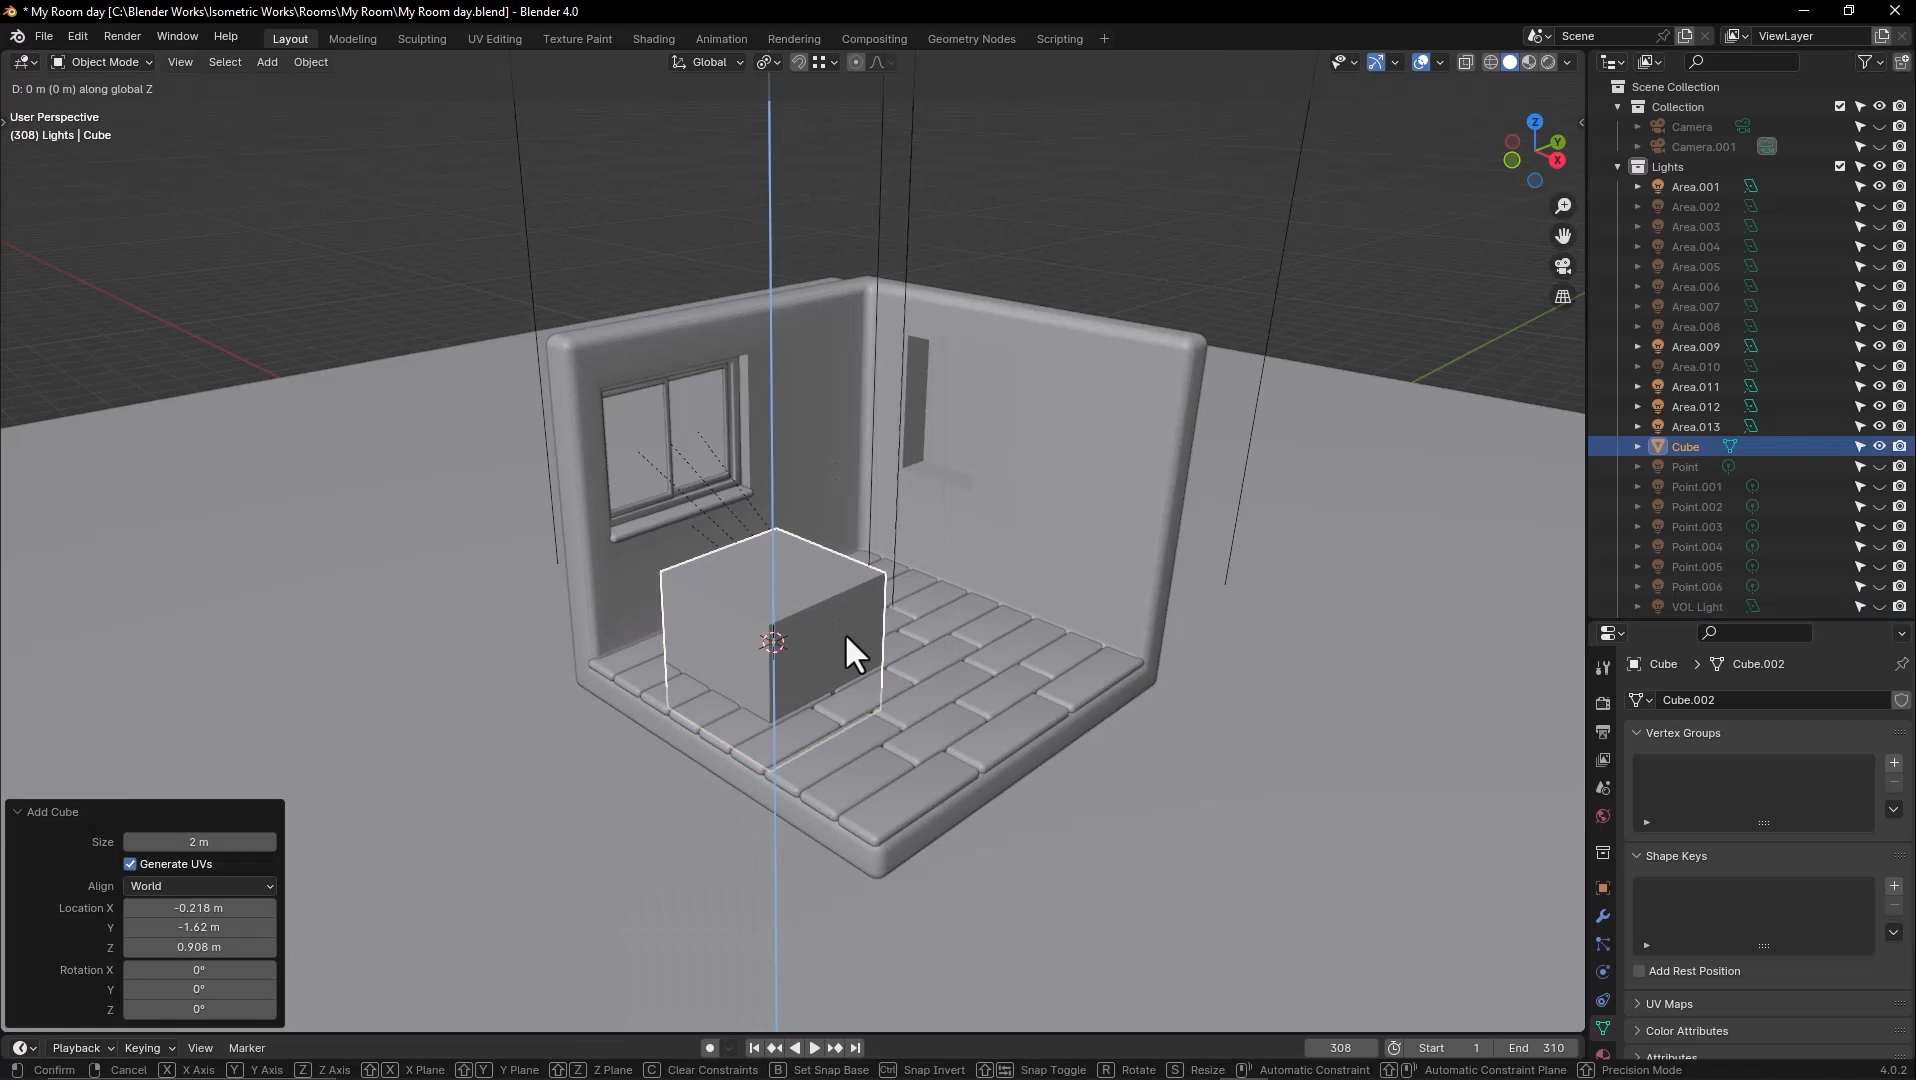 * My Room day [C:\Blender Works\Isometric Works\Rooms\My Room\My Room day.blend] - Blender 4.0
File Edit Render Window Help Layout Modeling Sculpting UV Editing Texture Paint Shading Animation Rendering Compositing Geometry Nodes Scripting + Scene ViewLayer
Object Mode View Select Add Object Global
D: 0 m (0 m) along global Z
User Perspective
(308) Lights | Cube
Z
Y
X
Scene Collection
Collection
Camera
Camera.001
Lights
Area.001
Area.002
Area.003
Area.004
Area.005
Area.006
Area.007
Area.008
Area.009
Area.010
Area.011
Area.012
Area.013
Cube
Point
Point.001
Point.002
Point.003
Point.004
Point.005
Point.006
VOL Light
Cube > Cube.002
Cube.002
Vertex Groups
Shape Keys
Add Rest Position
UV Maps
Color Attributes
Attributes
Add Cube
Size 2 m
Generate UVs
Align World
Location X -0.218 m
Y -1.62 m
Z 0.908 m
Rotation X 0°
Y 0°
Z 0°
Playback Keying View Marker 308 Start 1 End 310
Confirm Cancel X X Axis Y Y Axis Z Z Axis X X Plane Y Y Plane Z Z Plane C Clear Constraints B Set Snap Base Ctrl Snap Invert Snap Toggle R Rotate S Resize Automatic Constraint Automatic Constraint Plane Precision Mode 4.0.2